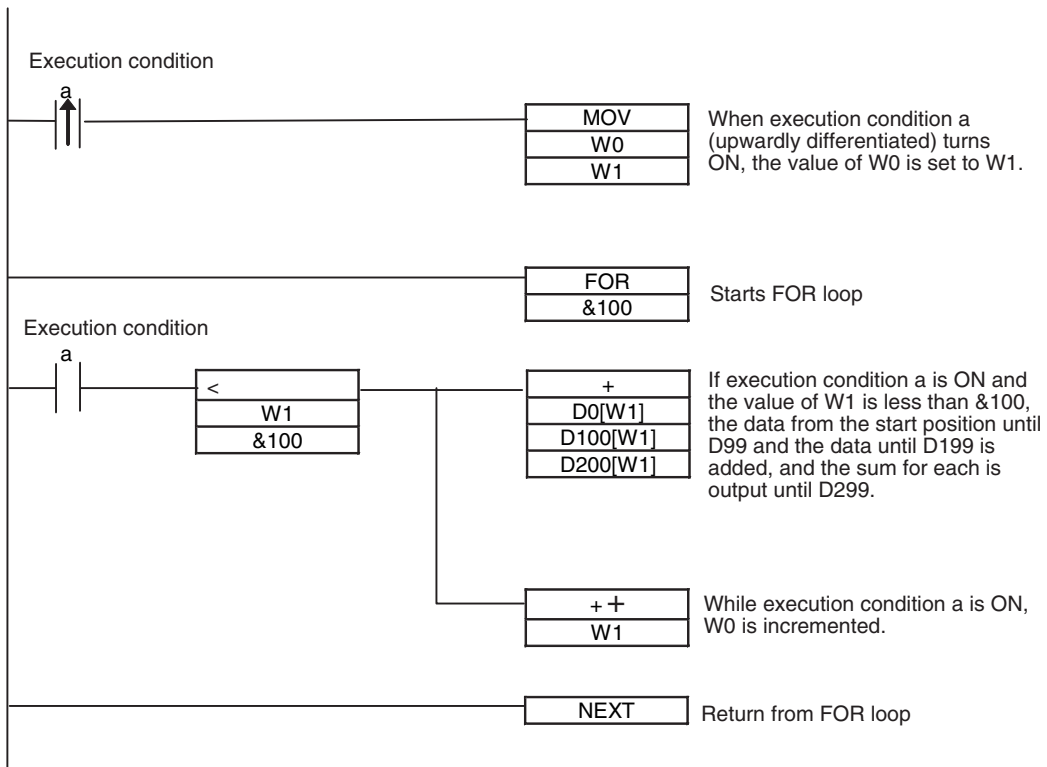 Execution condition
a
MOV
W0
W1
When execution condition a
(upwardly differentiated) turns
ON, the value of W0 is set to W1.
FOR
&100
Starts FOR loop
Execution condition
a
<
W1
&100
+
D0[W1]
D100[W1]
D200[W1]
If execution condition a is ON and
the value of W1 is less than &100,
the data from the start position until
D99 and the data until D199 is
added, and the sum for each is
output until D299.
++
W1
While execution condition a is ON,
W0 is incremented.
NEXT
Return from FOR loop